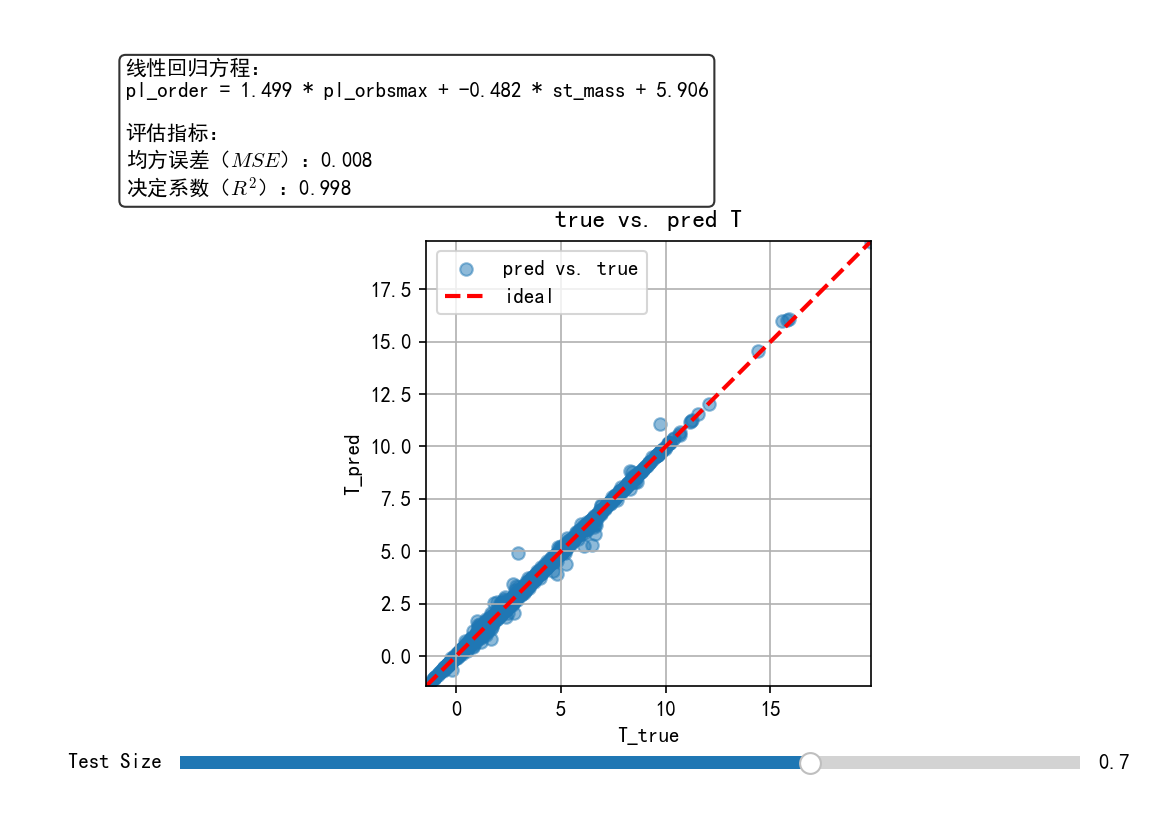 线性回归方程：
pl_order = 1.499 * pl_orbsmax + -0.482 * st_mass + 5.906
评估指标：
均方误差（MSE）：0.008
决定系数（R²）：0.998
true vs. pred T
pred vs. true
ideal
17.5
15.0
12.5
10.0
7.5
5.0
2.5
0.0
T_pred
0 5 10 15
T_true
Test Size 0.7